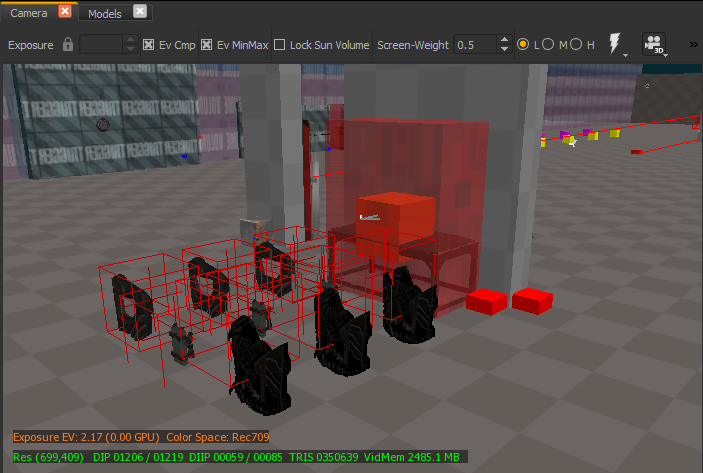 Camera Models
Exposure Ev Cmp Ev MinMax Lock Sun Volume Screen-Weight 0.5 L M H 3D »
Exposure EV: 2.17 (0.00 GPU) Color Space: Rec709
Res (699,409) DIP 01206 / 01219 DIIP 00059 / 00085 TRIS 0350639 VidMem 2485.1 MB